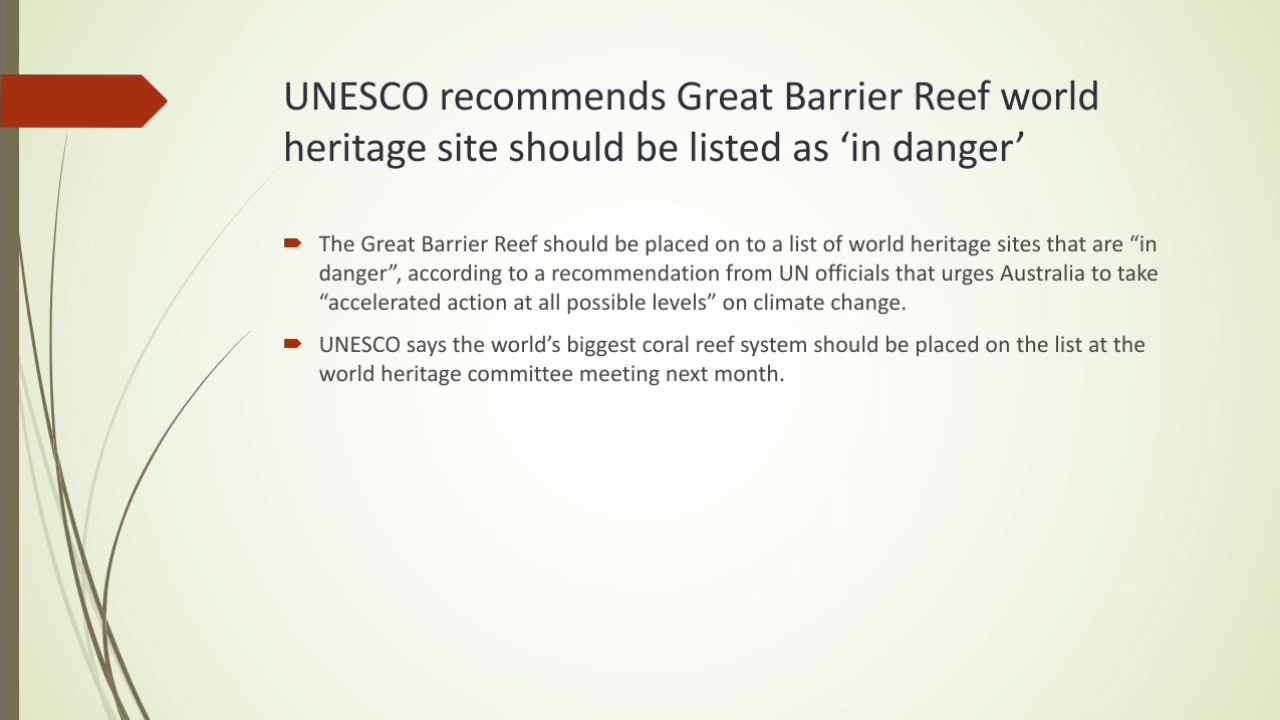 UNESCO recommends Great Barrier Reef world
heritage site should be listed as ‘in danger’
The Great Barrier Reef should be placed on to a list of world heritage sites that are “in
danger”, according to a recommendation from UN officials that urges Australia to take
“accelerated action at all possible levels” on climate change.
UNESCO says the world’s biggest coral reef system should be placed on the list at the
world heritage committee meeting next month.